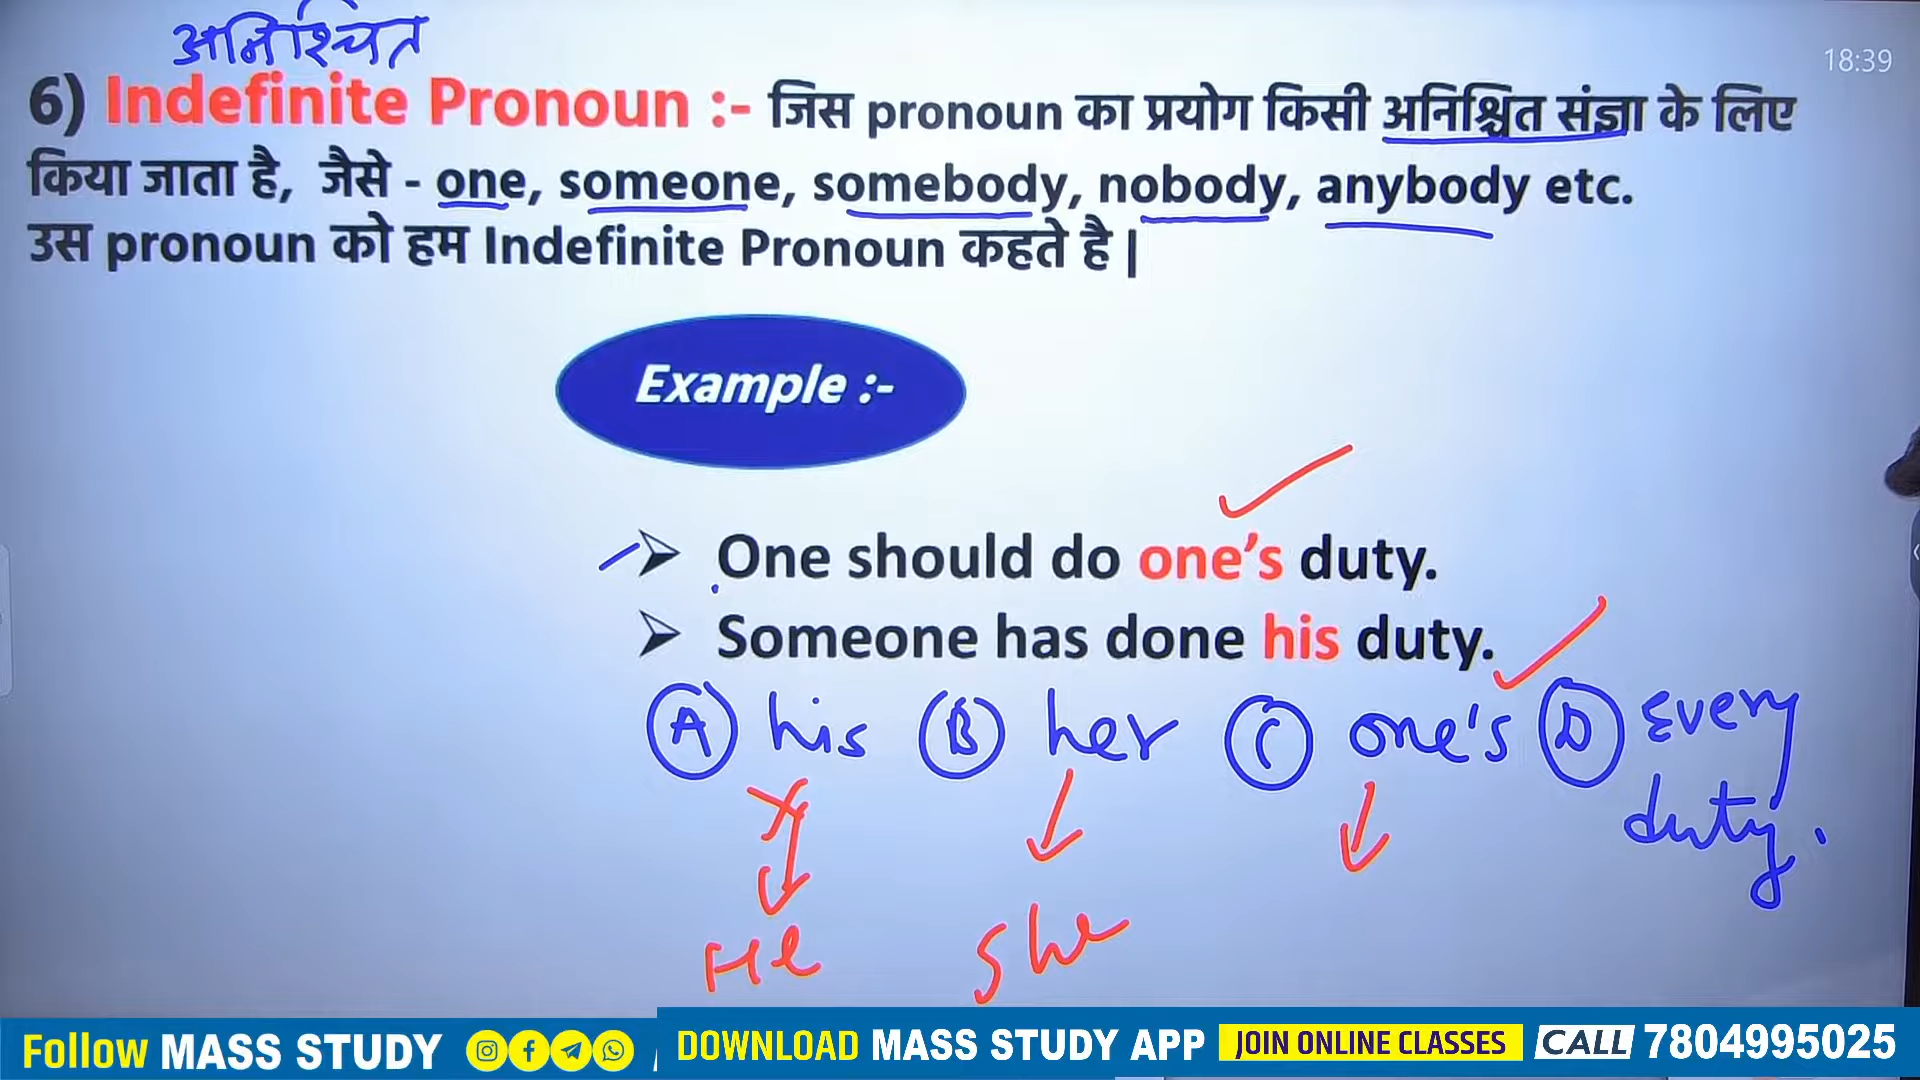 अनिश्चित
18:39
6) Indefinite Pronoun :- जिस pronoun का प्रयोग किसी अनिश्चित संज्ञा के लिए
किया जाता है, जैसे - one, someone, somebody, nobody, anybody etc.
उस pronoun को हम Indefinite Pronoun कहते है |
Example :-
One should do one's duty.
Someone has done his duty.
A his B her C one's D Every
duty.
He She
Follow MASS STUDY DOWNLOAD MASS STUDY APP JOIN ONLINE CLASSES CALL 7804995025